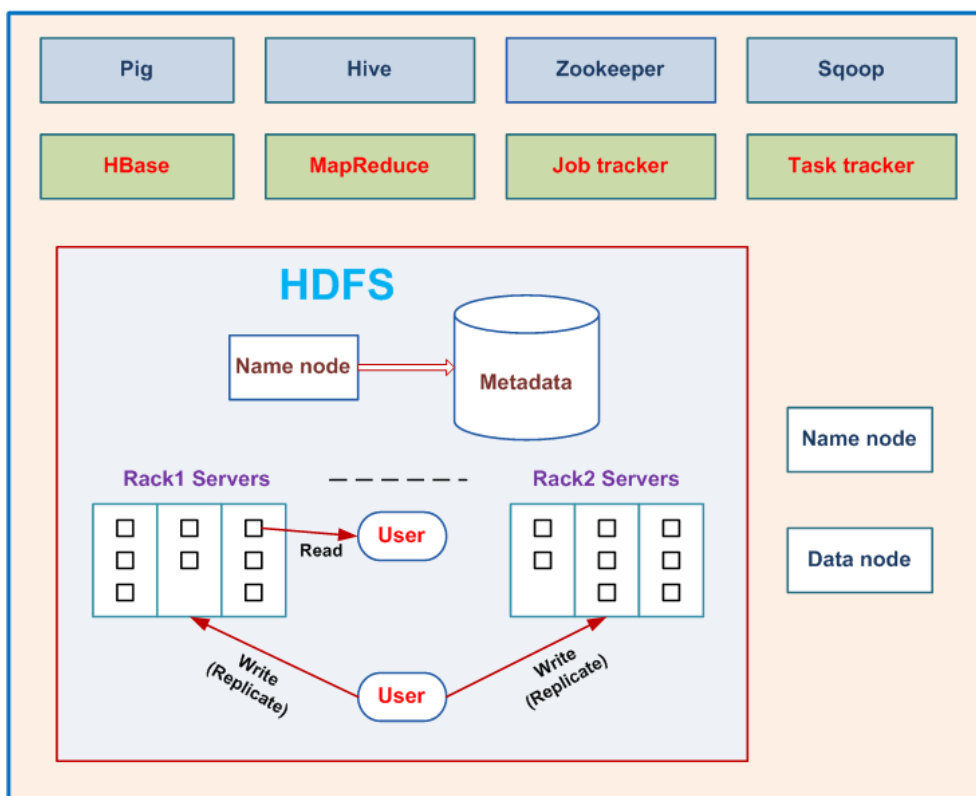 Pig
Hive
Zookeeper
Sqoop
HBase
MapReduce
Job tracker
Task tracker
HDFS
Name node
Metadata
Name node
Rack1 Servers
Rack2 Servers
User
Read
Data node
Write
(Replicate)
User
Write
(Replicate)